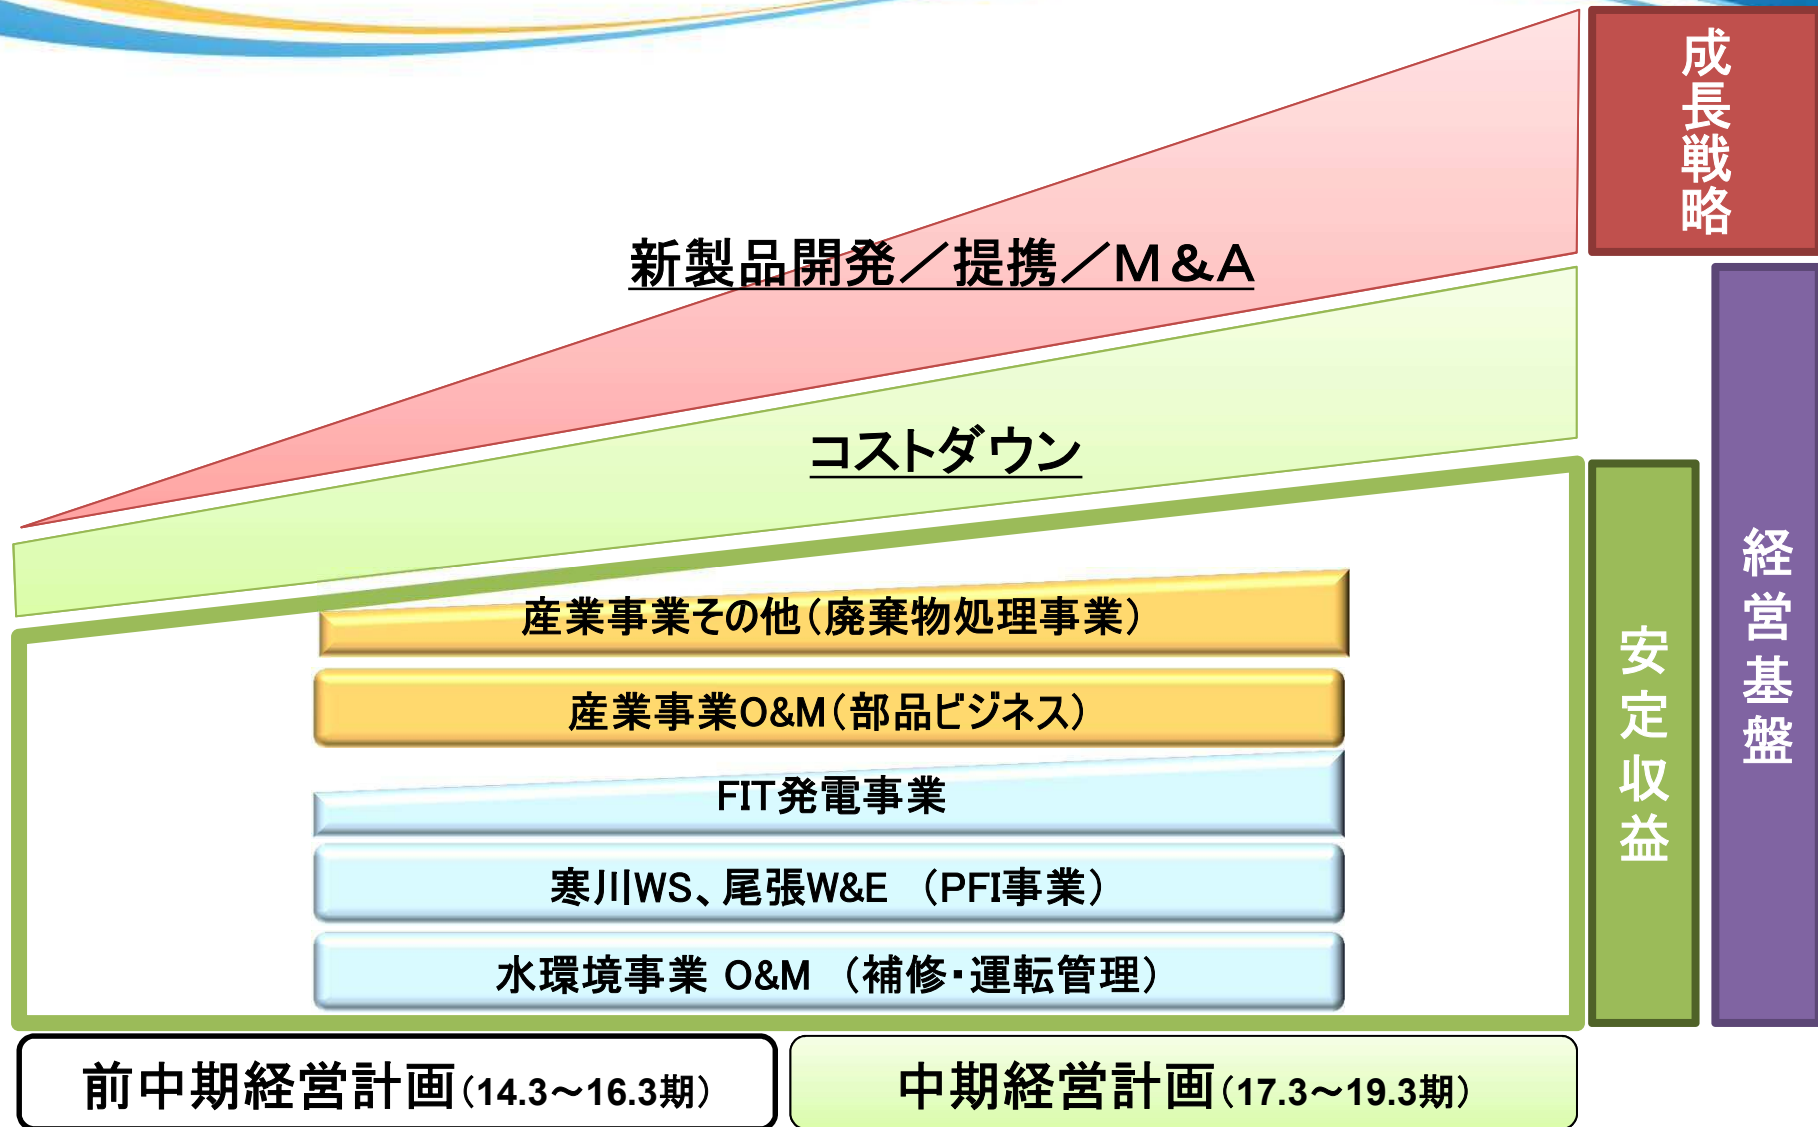 成長戦略
新製品開発／提携／M&A
コストダウン
経営基盤
安定収益
産業事業その他(廃棄物処理事業)
産業事業O&M(部品ビジネス)
FIT発電事業
寒川WS、尾張W&E （PFI事業）
水環境事業 O&M （補修・運転管理）
前中期経営計画(14.3～16.3期)
中期経営計画(17.3～19.3期)